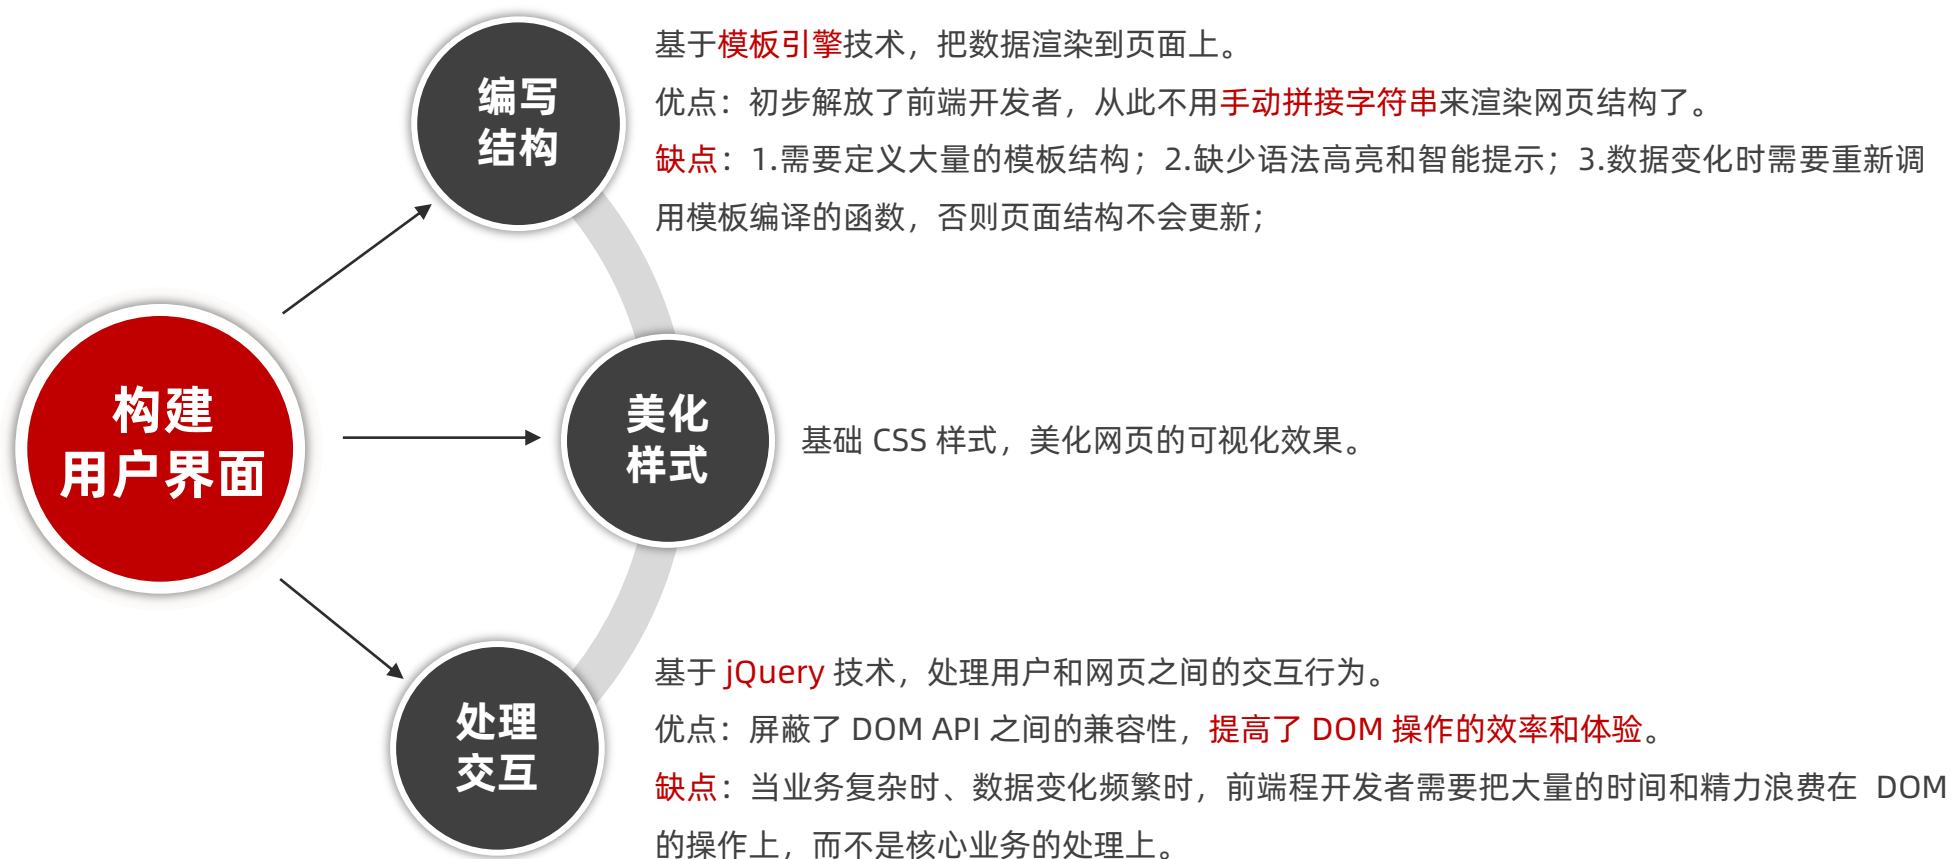 编写
结构
基于模板引擎技术，把数据渲染到页面上。
优点：初步解放了前端开发者，从此不用手动拼接字符串来渲染网页结构了。
缺点：1.需要定义大量的模板结构；2.缺少语法高亮和智能提示；3.数据变化时需要重新调
用模板编译的函数，否则页面结构不会更新；
构建
用户界面
美化
样式
基础 CSS 样式，美化网页的可视化效果。
处理
交互
基于 jQuery 技术，处理用户和网页之间的交互行为。
优点：屏蔽了 DOM API 之间的兼容性，提高了 DOM 操作的效率和体验。
缺点：当业务复杂时、数据变化频繁时，前端程开发者需要把大量的时间和精力浪费在 DOM
的操作上，而不是核心业务的处理上。